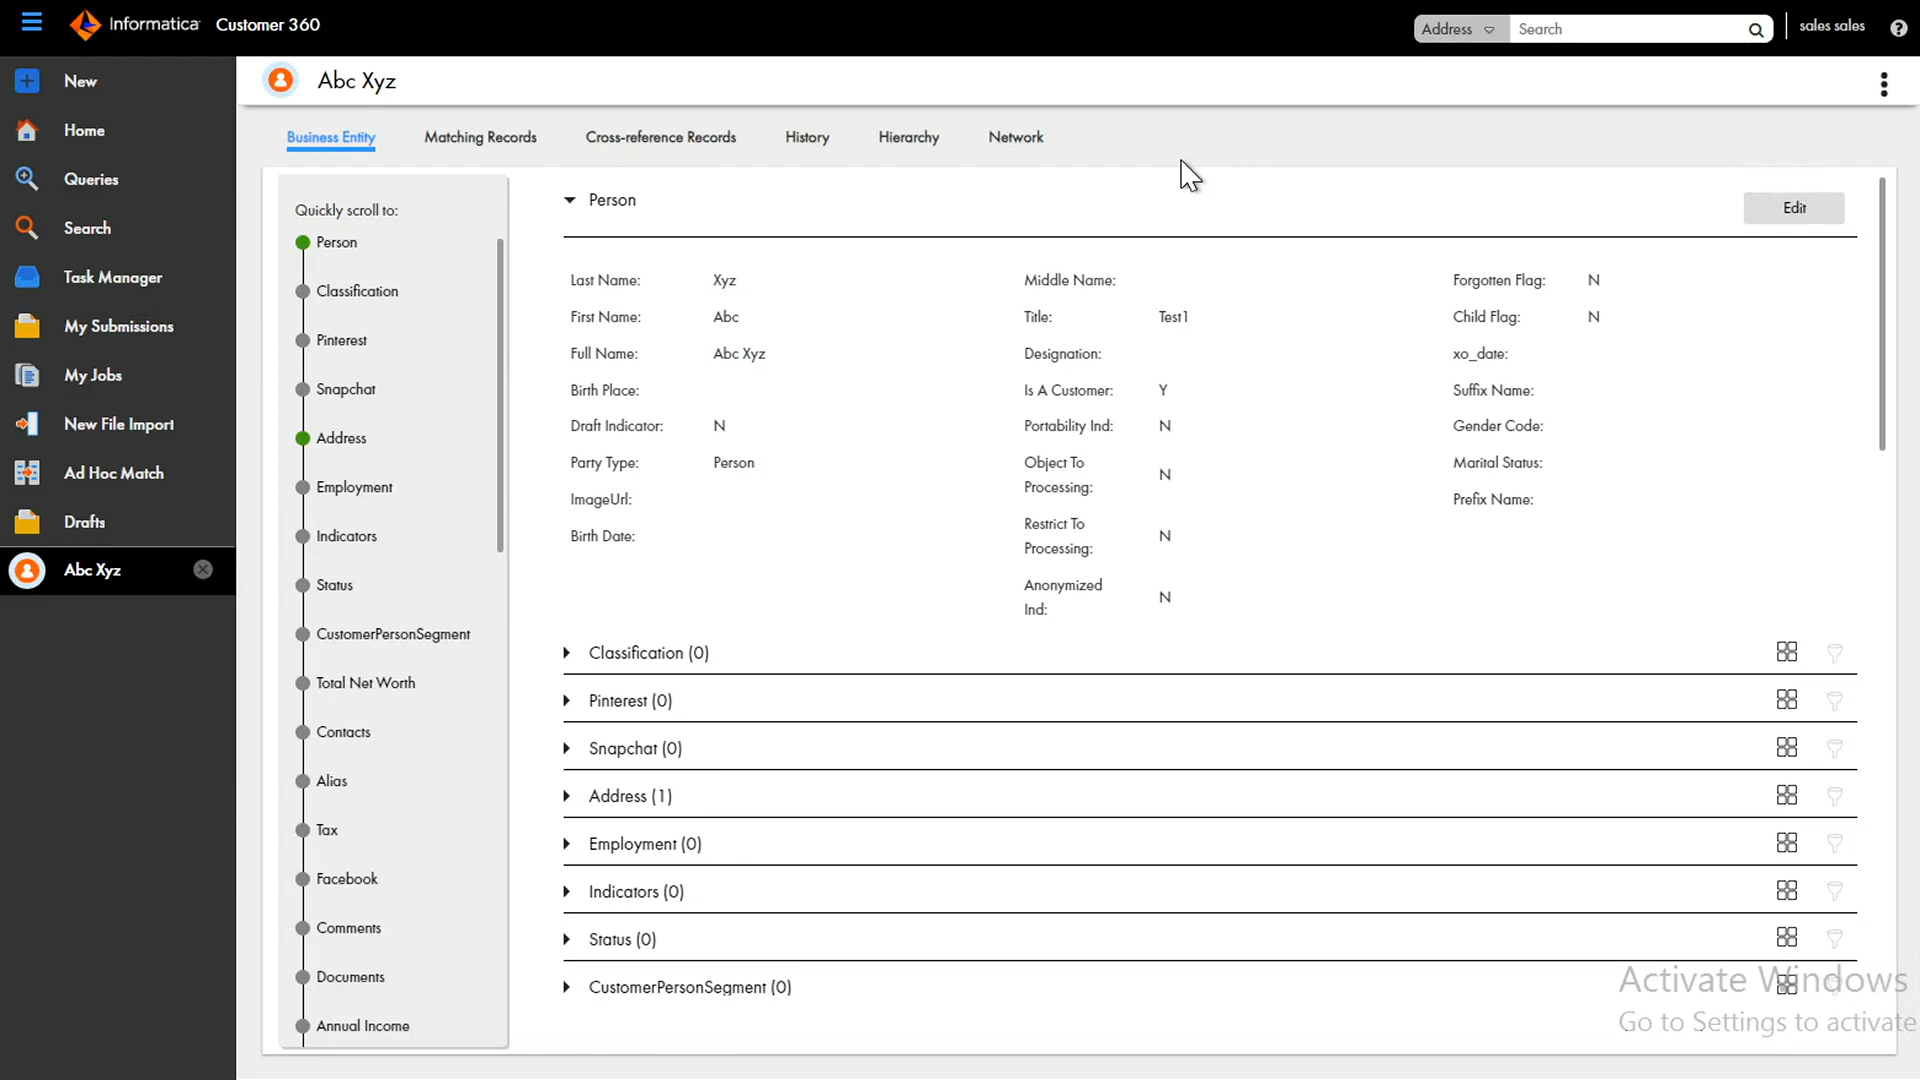 Informatica Customer 360
Address Search sales sales ?
New
Home
Queries
Search
Task Manager
My Submissions
My Jobs
New File Import
Ad Hoc Match
Drafts
Abc Xyz
Abc Xyz
Business Entity Matching Records Cross-reference Records History Hierarchy Network
Quickly scroll to:
Person
Classification
Pinterest
Snapchat
Address
Employment
Indicators
Status
CustomerPersonSegment
Total Net Worth
Contacts
Alias
Tax
Facebook
Comments
Documents
Annual Income
Person
Edit
Last Name: Xyz
First Name: Abc
Full Name: Abc Xyz
Birth Place:
Draft Indicator: N
Party Type: Person
ImageUrl:
Birth Date:
Middle Name:
Title: Test1
Designation:
Is A Customer: Y
Portability Ind: N
Object To
Processing: N
Restrict To
Processing: N
Anonymized
Ind: N
Forgotten Flag: N
Child Flag: N
xo_date:
Suffix Name:
Gender Code:
Marital Status:
Prefix Name:
Classification (0)
Pinterest (0)
Snapchat (0)
Address (1)
Employment (0)
Indicators (0)
Status (0)
CustomerPersonSegment (0)
Activate Windows
Go to Settings to activate